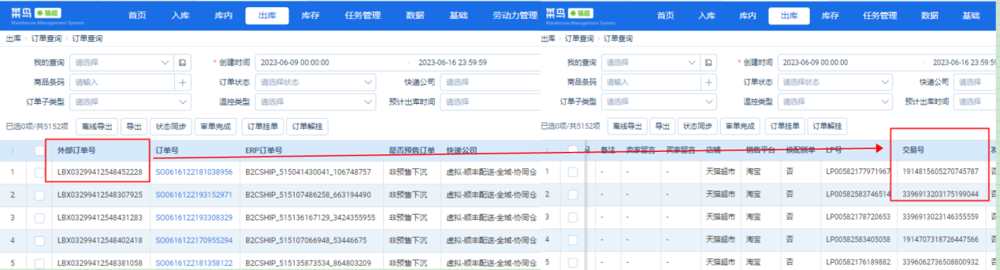 菜鸟 猫超 首页 入库 库内 出库 库存 任务管理 数据 基础 劳动力管理
Warehouse Management System
出库 > 订单查询 > 订单查询
我的查询 请选择 * 创建时间 2023-06-09 00:00:00 - 2023-06-16 23:59:59
商品条码 请输入 订单状态 请选择状态 快递公司 请选择
订单子类型 请选择 温控类型 请选择 预计出库时间 请选择
已选0项/共5152项 离线导出 导出 状态同步 审单完成 订单挂单 订单解挂
外部订单号 订单号 ERP订单号 是否预售订单 快递公司
1 LBX03299412548452228 SO0616122181038956 B2CSHIP_515041430041_106748757 非预售下沉 虚拟-顺丰配送-全域-协同仓
2 LBX03299412548307925 SO0616122193152971 B2CSHIP_515107486258_663194490 非预售下沉 虚拟-顺丰配送-全域-协同仓
3 LBX03299412548431283 SO0616122193308329 B2CSHIP_515136167129_3424355955 非预售下沉 虚拟-顺丰配送-全域-协同仓
4 LBX03299412548402418 SO0616122170955294 B2CSHIP_515107066948_53446675 非预售下沉 虚拟-顺丰配送-全域-协同仓
5 LBX03299412548381058 SO0616122181358122 B2CSHIP_515135873534_864803209 非预售下沉 虚拟-顺丰配送-全域-协同仓
菜鸟 猫超 首页 入库 库内 出库 库存 任务管理 数据 基础
Warehouse Management System
出库 > 订单查询 > 订单查询
我的查询 请选择 * 创建时间 2023-06-09 00:00:00 - 2023-06-16 23:59:59
商品条码 请输入 订单状态 请选择状态 快递公司 请选择
订单子类型 请选择 温控类型 请选择 预计出库时间 请选择
已选0项/共5152项 离线导出 导出 状态同步 审单完成 订单挂单 订单解挂
备注 卖家留言 买家留言 店铺 销售平台 换配锁单 LP号 交易号
1 - - - 天猫超市 淘宝 否 LP00582177971967 1914815605270745787 否
2 - - - 天猫超市 淘宝 否 LP00582583746514 3396913203175199044 否
3 - - - 天猫超市 淘宝 否 LP00582178720653 3396913023146355559 否
4 - - - 天猫超市 淘宝 否 LP00582583405058 1914707318726447566 否
5 - - - 天猫超市 淘宝 否 LP00582176189882 3396062736508800932 否